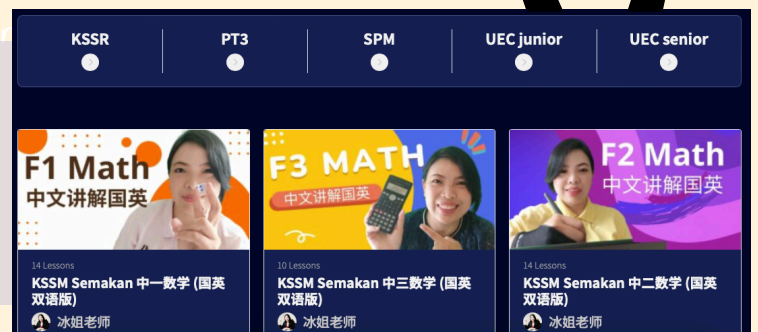 KSSR
PT3
SPM
UEC junior
UEC senior
F1 Math
中文讲解国英
F3 MATH
中文讲解国英
F2 Math
中文讲解国英
14 Lessons
KSSM Semakan 中一数学 (国英
双语版)
冰姐老师
10 Lessons
KSSM Semakan 中三数学 (国英
双语版)
冰姐老师
14 Lessons
KSSM Semakan 中二数学 (国英
双语版)
冰姐老师